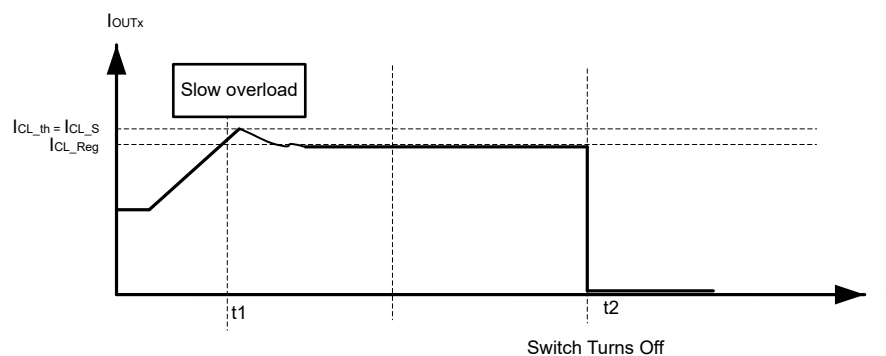 IOUTx
Slow overload
ICL_th = ICL_S
ICL_Reg
t1
t2
Switch Turns Off